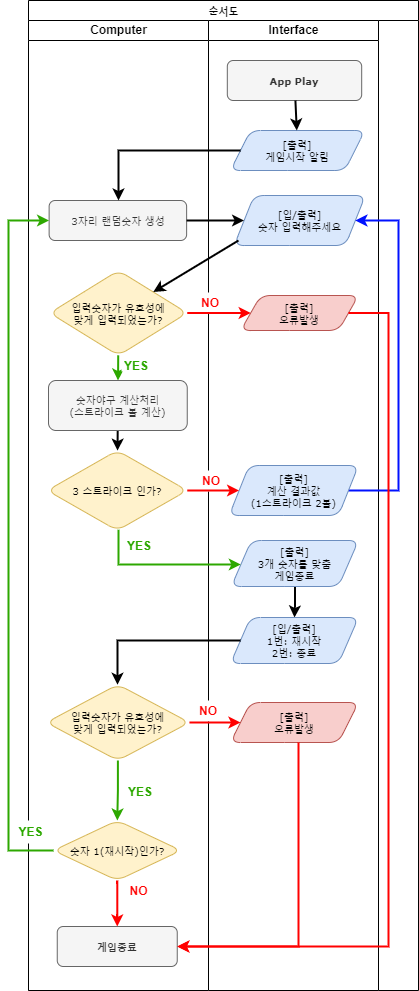 순서도
Computer
Interface
App Play
[출력]
게임시작 알림
3자리 랜덤숫자 생성
[입/출력]
숫자 입력해주세요
입력숫자가 유효성에
맞게 입력되었는가?
NO
[출력]
오류발생
YES
숫자야구 계산처리
(스트라이크 볼 계산)
3 스트라이크 인가?
NO
[출력]
계산 결과값
(1스트라이크 2볼)
YES
[출력]
3개 숫자를 맞춤
게임종료
[입/출력]
1번: 재시작
2번: 종료
입력숫자가 유효성에
맞게 입력되었는가?
NO
[출력]
오류발생
YES
YES
숫자 1(재시작)인가?
NO
게임종료